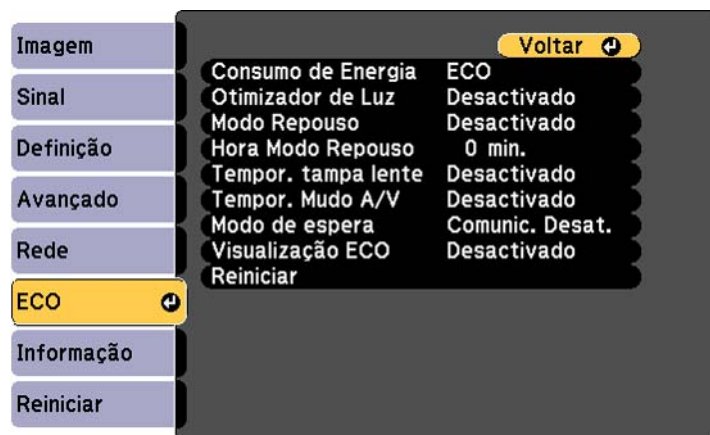 Imagem
Sinal
Definição
Avançado
Rede
ECO
Informação
Reiniciar
Voltar
Consumo de Energia ECO
Otimizador de Luz Desactivado
Modo Repouso Desactivado
Hora Modo Repouso 0 min.
Tempor. tampa lente Desactivado
Tempor. Mudo A/V Desactivado
Modo de espera Comunic. Desat.
Visualização ECO Desactivado
Reiniciar